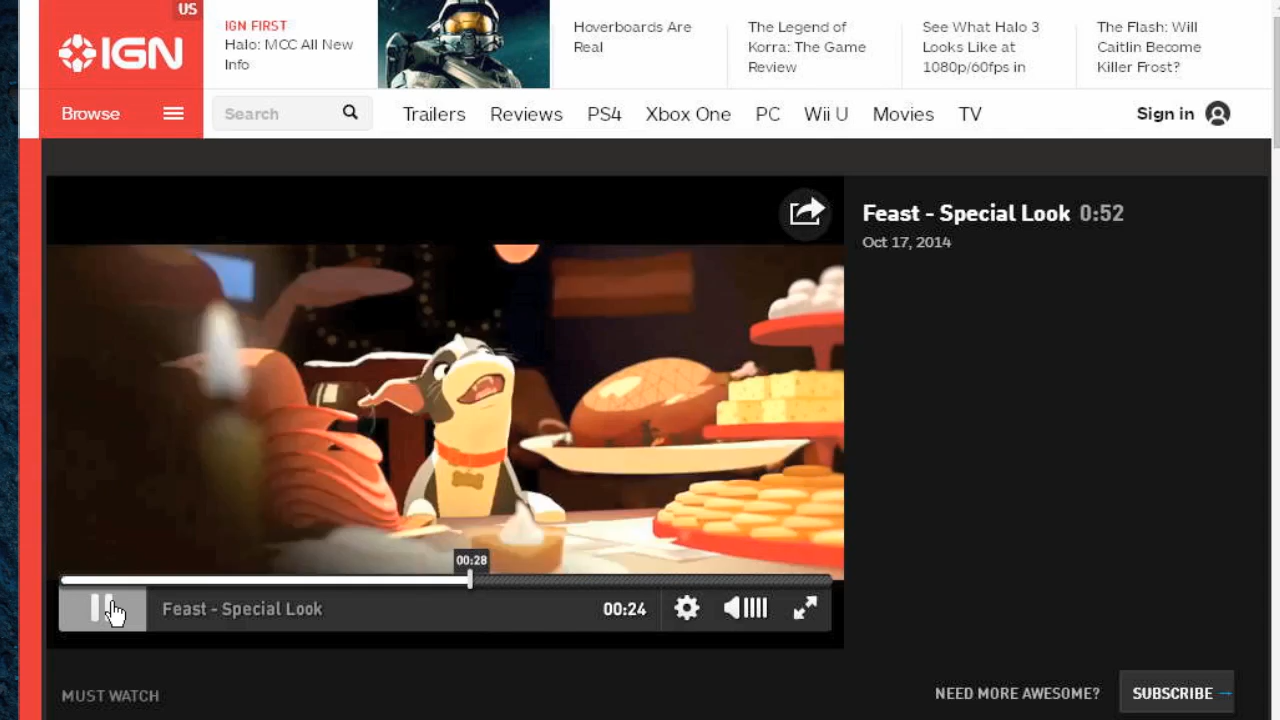 US
IGN
IGN FIRST
Halo: MCC All New
Info
Hoverboards Are
Real
The Legend of
Korra: The Game
Review
See What Halo 3
Looks Like at
1080p/60fps in
The Flash: Will
Caitlin Become
Killer Frost?
Browse
Search
Trailers Reviews PS4 Xbox One PC Wii U Movies TV
Sign in
Feast - Special Look 0:52
Oct 17, 2014
00:28
Feast - Special Look
00:24
MUST WATCH
NEED MORE AWESOME?
SUBSCRIBE →